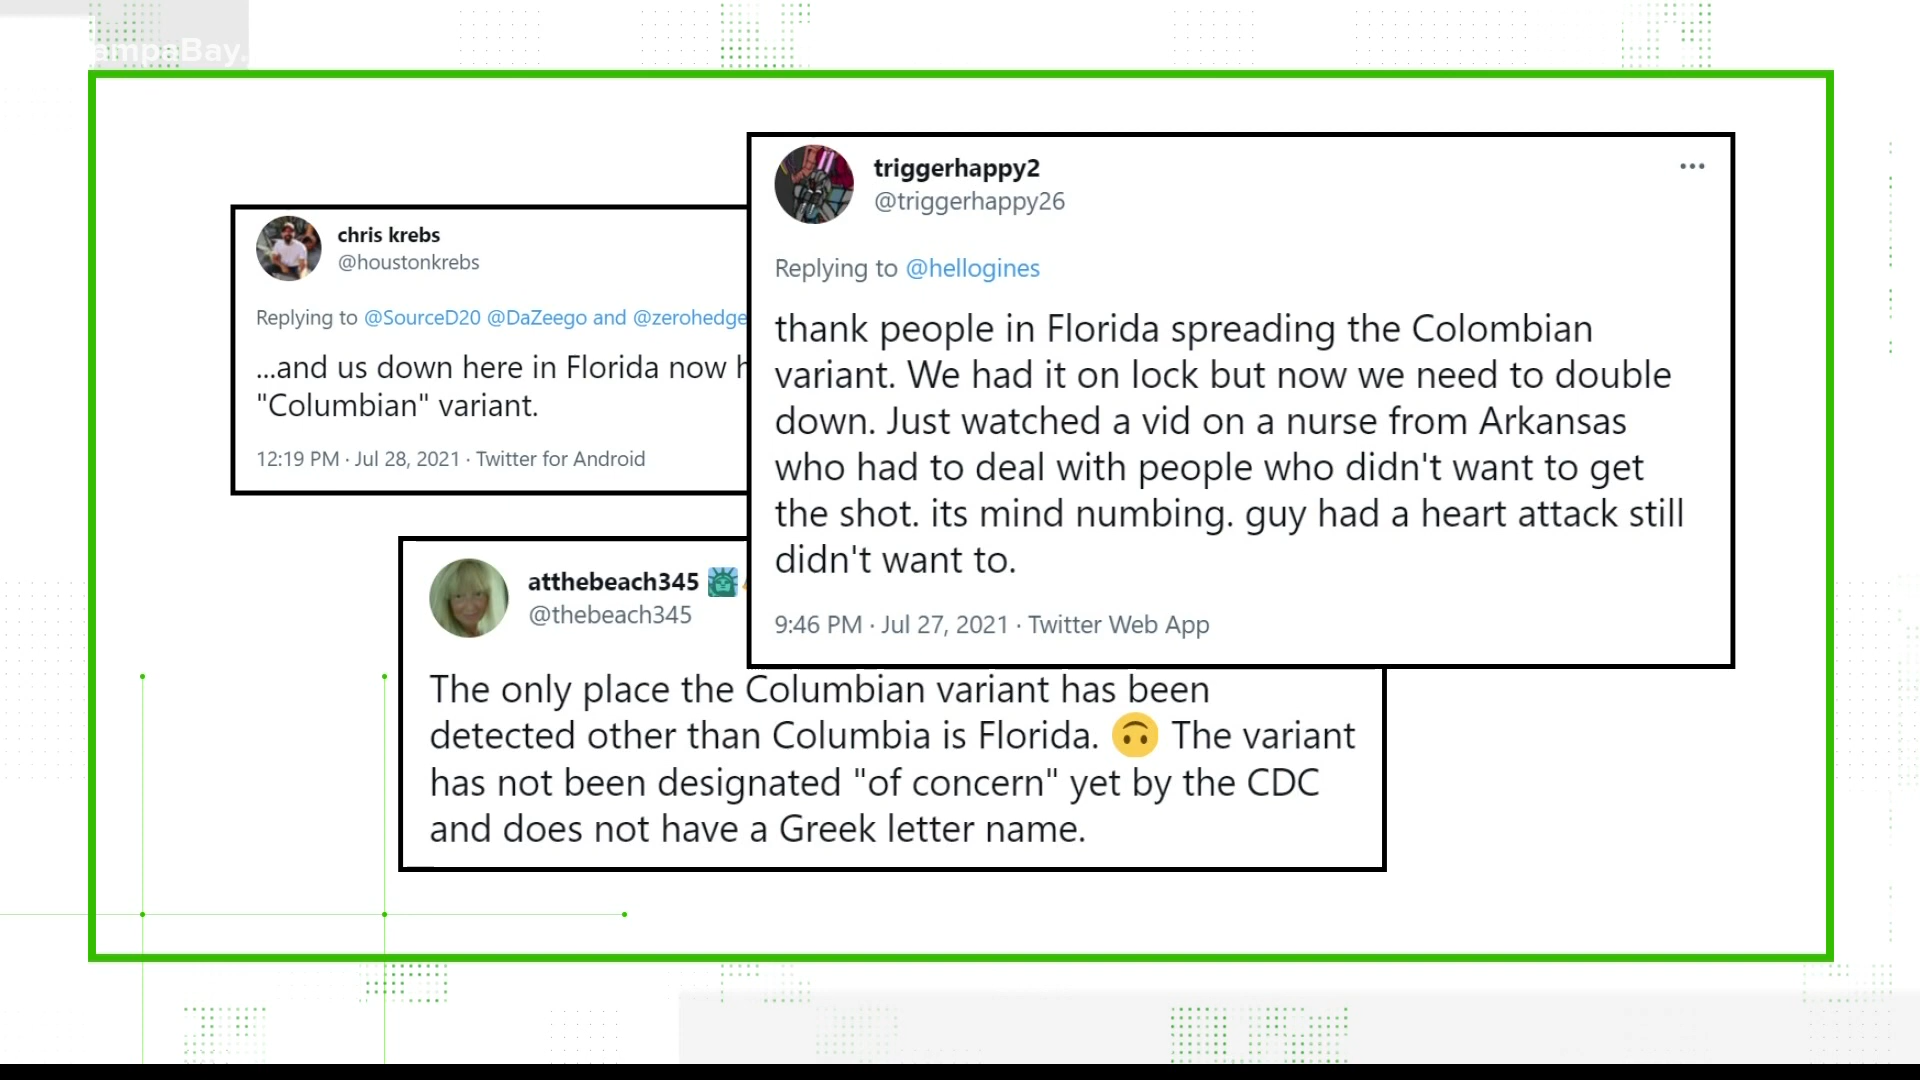 ampaBay.
chris krebs
@houstonkrebs
Replying to @SourceD20 @DaZeego and @zerohedge
...and us down here in Florida now h
"Columbian" variant.
12:19 PM · Jul 28, 2021 · Twitter for Android
triggerhappy2
@triggerhappy26
Replying to @hellogines
thank people in Florida spreading the Colombian
variant. We had it on lock but now we need to double
down. Just watched a vid on a nurse from Arkansas
who had to deal with people who didn't want to get
the shot. its mind numbing. guy had a heart attack still
didn't want to.
9:46 PM · Jul 27, 2021 · Twitter Web App
atthebeach345
@thebeach345
The only place the Columbian variant has been
detected other than Columbia is Florida. 🙃 The variant
has not been designated "of concern" yet by the CDC
and does not have a Greek letter name.